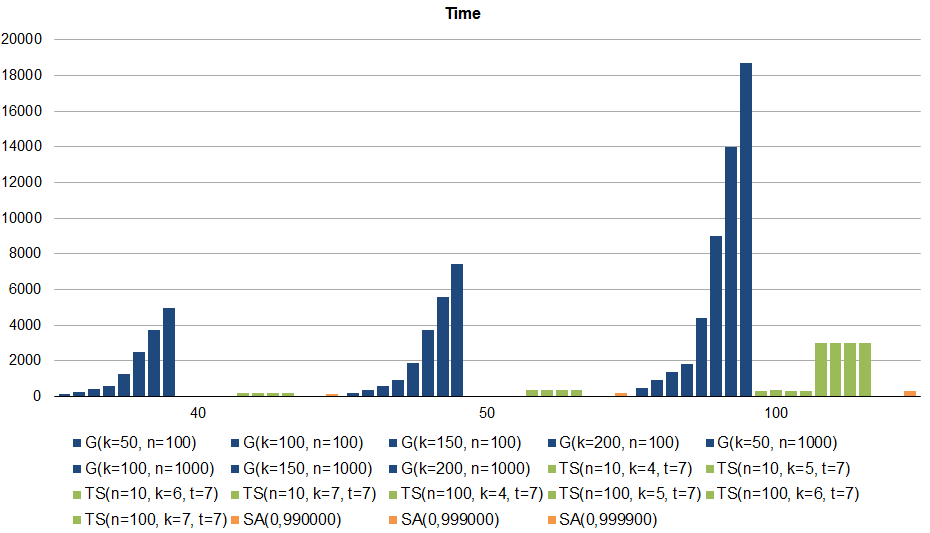 Time
20000
18000
16000
14000
12000
10000
8000
6000
4000
2000
0
40 50 100
G(k=50, n=100) G(k=100, n=100) G(k=150, n=100) G(k=200, n=100) G(k=50, n=1000)
G(k=100, n=1000) G(k=150, n=1000) G(k=200, n=1000) TS(n=10, k=4, t=7) TS(n=10, k=5, t=7)
TS(n=10, k=6, t=7) TS(n=10, k=7, t=7) TS(n=100, k=4, t=7) TS(n=100, k=5, t=7) TS(n=100, k=6, t=7)
TS(n=100, k=7, t=7) SA(0,990000) SA(0,999000) SA(0,999900)